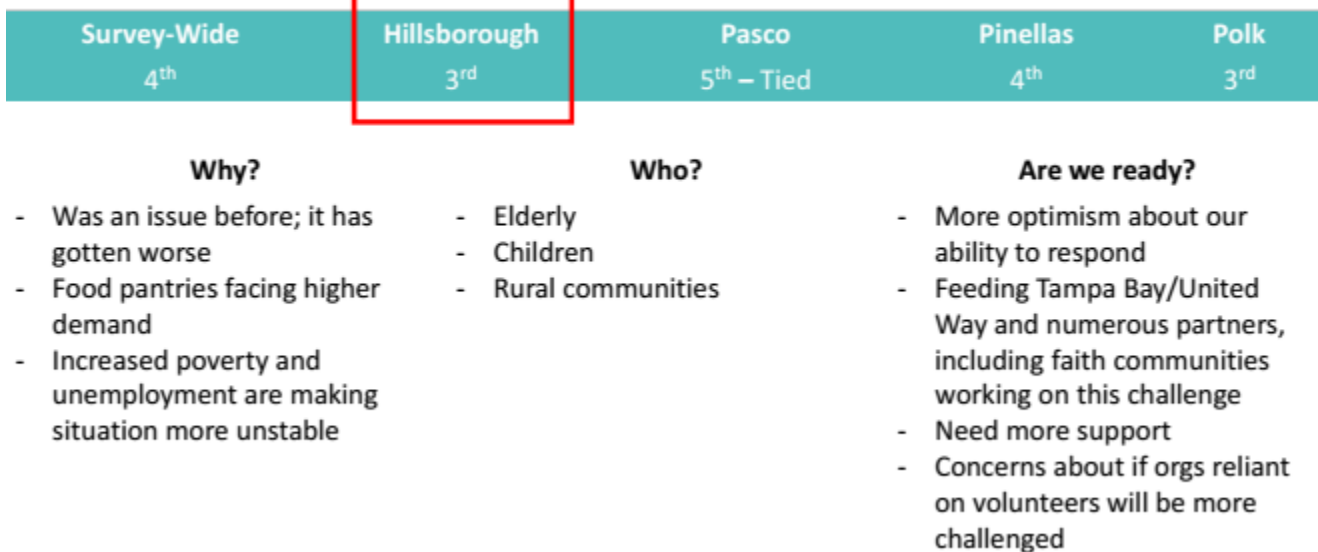 Survey-Wide Hillsborough Pasco Pinellas Polk
4th 3rd 5th – Tied 4th 3rd
Why?
- Was an issue before; it has
gotten worse
- Food pantries facing higher
demand
- Increased poverty and
unemployment are making
situation more unstable
Who?
- Elderly
- Children
- Rural communities
Are we ready?
- More optimism about our
ability to respond
- Feeding Tampa Bay/United
Way and numerous partners,
including faith communities
working on this challenge
- Need more support
- Concerns about if orgs reliant
on volunteers will be more
challenged